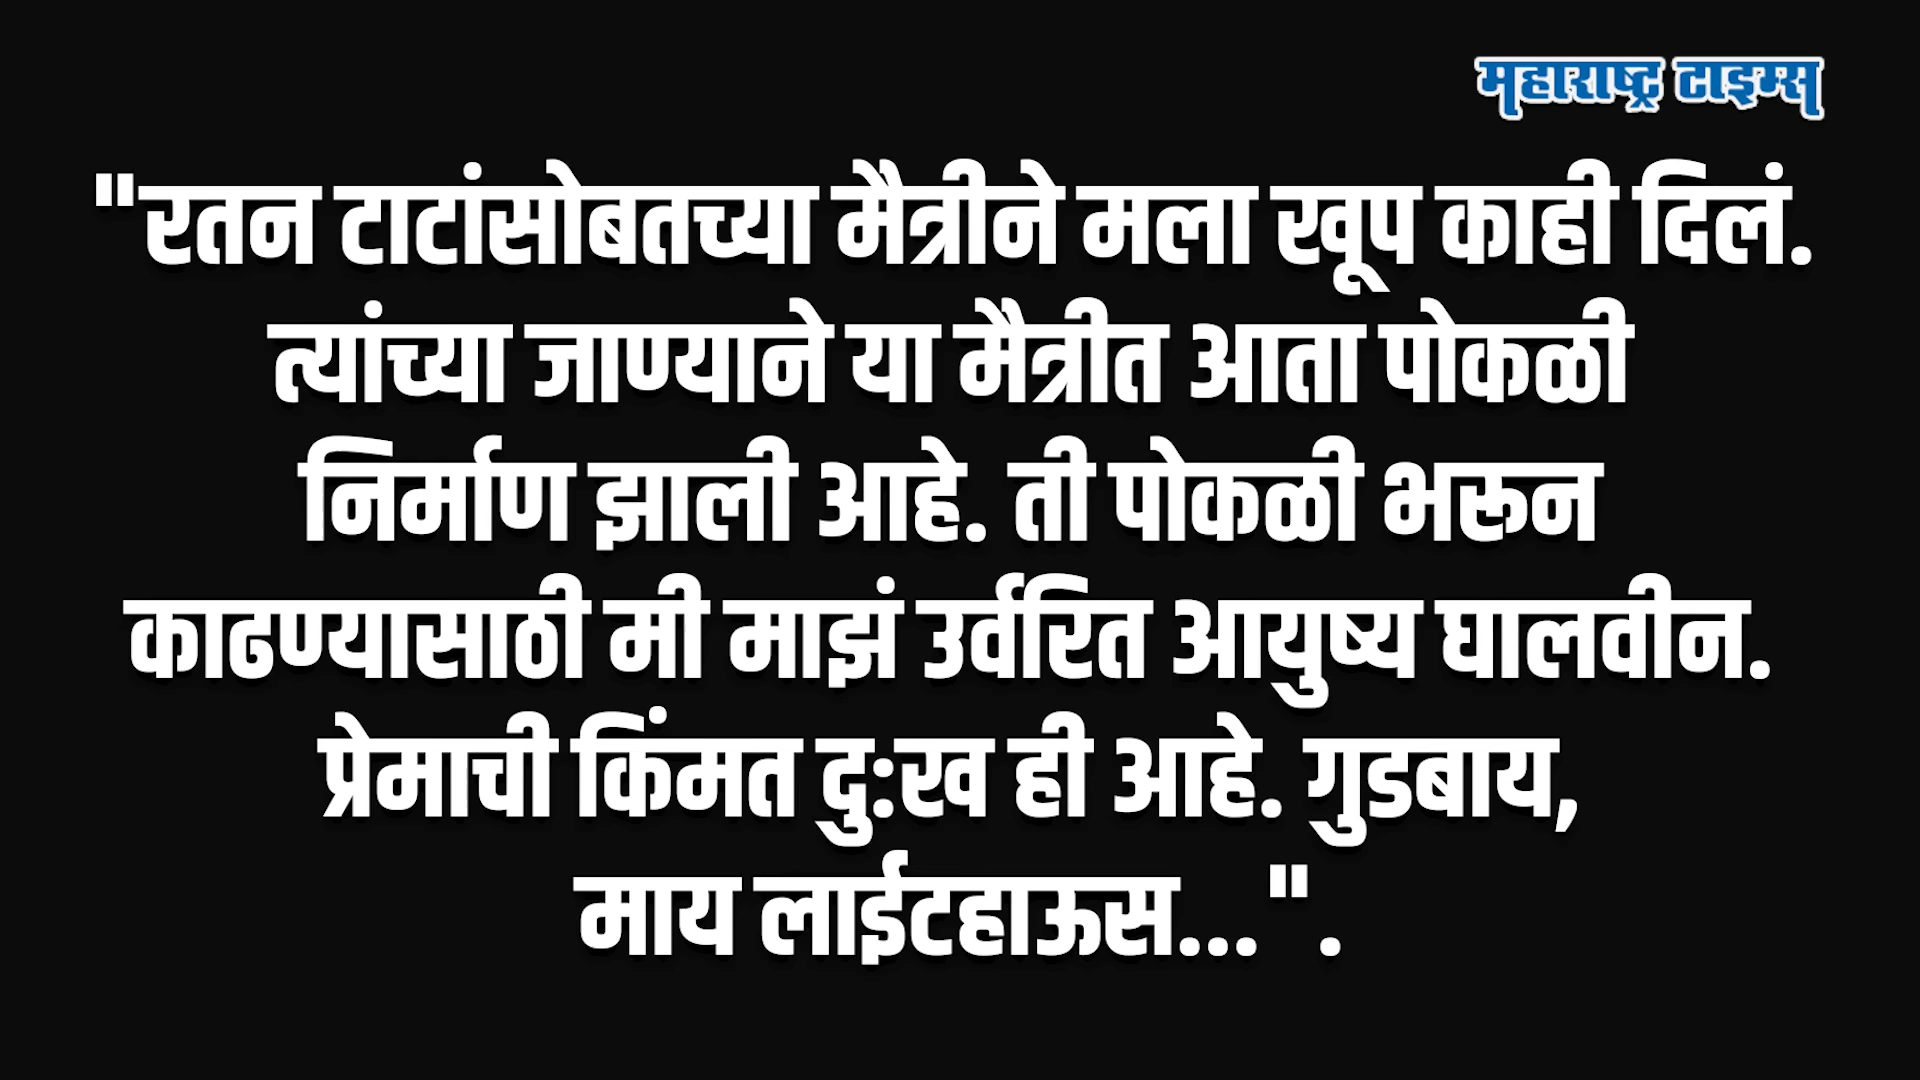 महाराष्ट्र टाइम्स
"रतन टाटांसोबतच्या मैत्रीने मला खूप काही दिलं.
त्यांच्या जाण्याने या मैत्रीत आता पोकळी
निर्माण झाली आहे. ती पोकळी भरून
काढण्यासाठी मी माझं उर्वरित आयुष्य घालवीन.
प्रेमाची किंमत दु:ख ही आहे. गुडबाय,
माय लाईटहाऊस...".